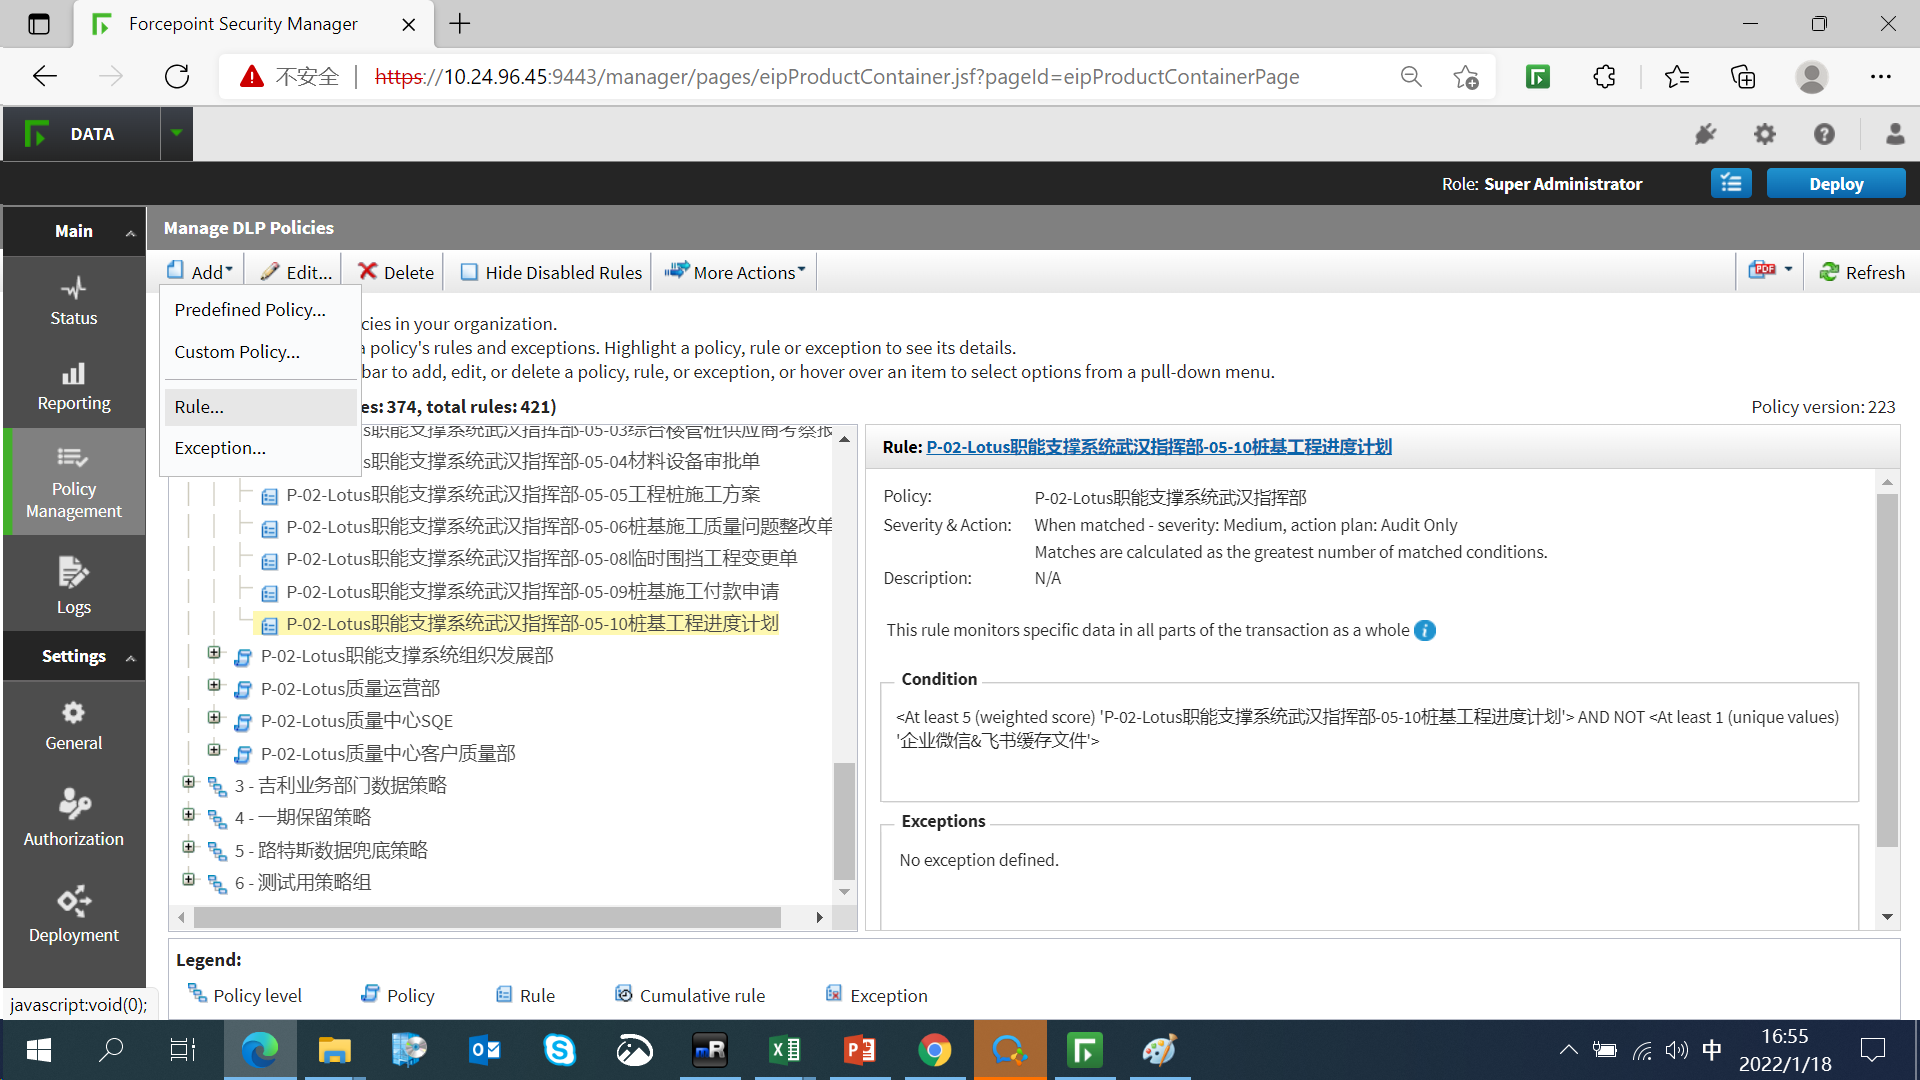 Forcepoint Security Manager
不安全 https://10.24.96.45:9443/manager/pages/eipProductContainer.jsf?pageId=eipProductContainerPage
DATA
Role: Super Administrator
Deploy
Main
Manage DLP Policies
Add
Edit...
Delete
Hide Disabled Rules
More Actions
PDF
Refresh
Predefined Policy...
Custom Policy...
Rule...
Exception...
cies in your organization.
a policy's rules and exceptions. Highlight a policy, rule or exception to see its details.
bar to add, edit, or delete a policy, rule, or exception, or hover over an item to select options from a pull-down menu.
es: 374, total rules: 421)
Policy version: 223
Status
Reporting
Policy
Management
Logs
Settings
General
Authorization
Deployment
s职能支撑系统武汉指挥部-05-03综合楼管桩供应商考察报
s职能支撑系统武汉指挥部-05-04材料设备审批单
P-02-Lotus职能支撑系统武汉指挥部-05-05工程桩施工方案
P-02-Lotus职能支撑系统武汉指挥部-05-06桩基施工质量问题整改单
P-02-Lotus职能支撑系统武汉指挥部-05-08临时围挡工程变更单
P-02-Lotus职能支撑系统武汉指挥部-05-09桩基施工付款申请
P-02-Lotus职能支撑系统武汉指挥部-05-10桩基工程进度计划
P-02-Lotus职能支撑系统组织发展部
P-02-Lotus质量运营部
P-02-Lotus质量中心SQE
P-02-Lotus质量中心客户质量部
3 - 吉利业务部门数据策略
4 - 一期保留策略
5 - 路特斯数据兜底策略
6 - 测试用策略组
Rule: P-02-Lotus职能支撑系统武汉指挥部-05-10桩基工程进度计划
Policy: P-02-Lotus职能支撑系统武汉指挥部
Severity & Action: When matched - severity: Medium, action plan: Audit Only
Matches are calculated as the greatest number of matched conditions.
Description: N/A
This rule monitors specific data in all parts of the transaction as a whole
Condition
<At least 5 (weighted score) 'P-02-Lotus职能支撑系统武汉指挥部-05-10桩基工程进度计划'> AND NOT <At least 1 (unique values)
'企业微信&飞书缓存文件'>
Exceptions
No exception defined.
Legend:
Policy level
Policy
Rule
Cumulative rule
Exception
javascript:void(0);
中
16:55
2022/1/18